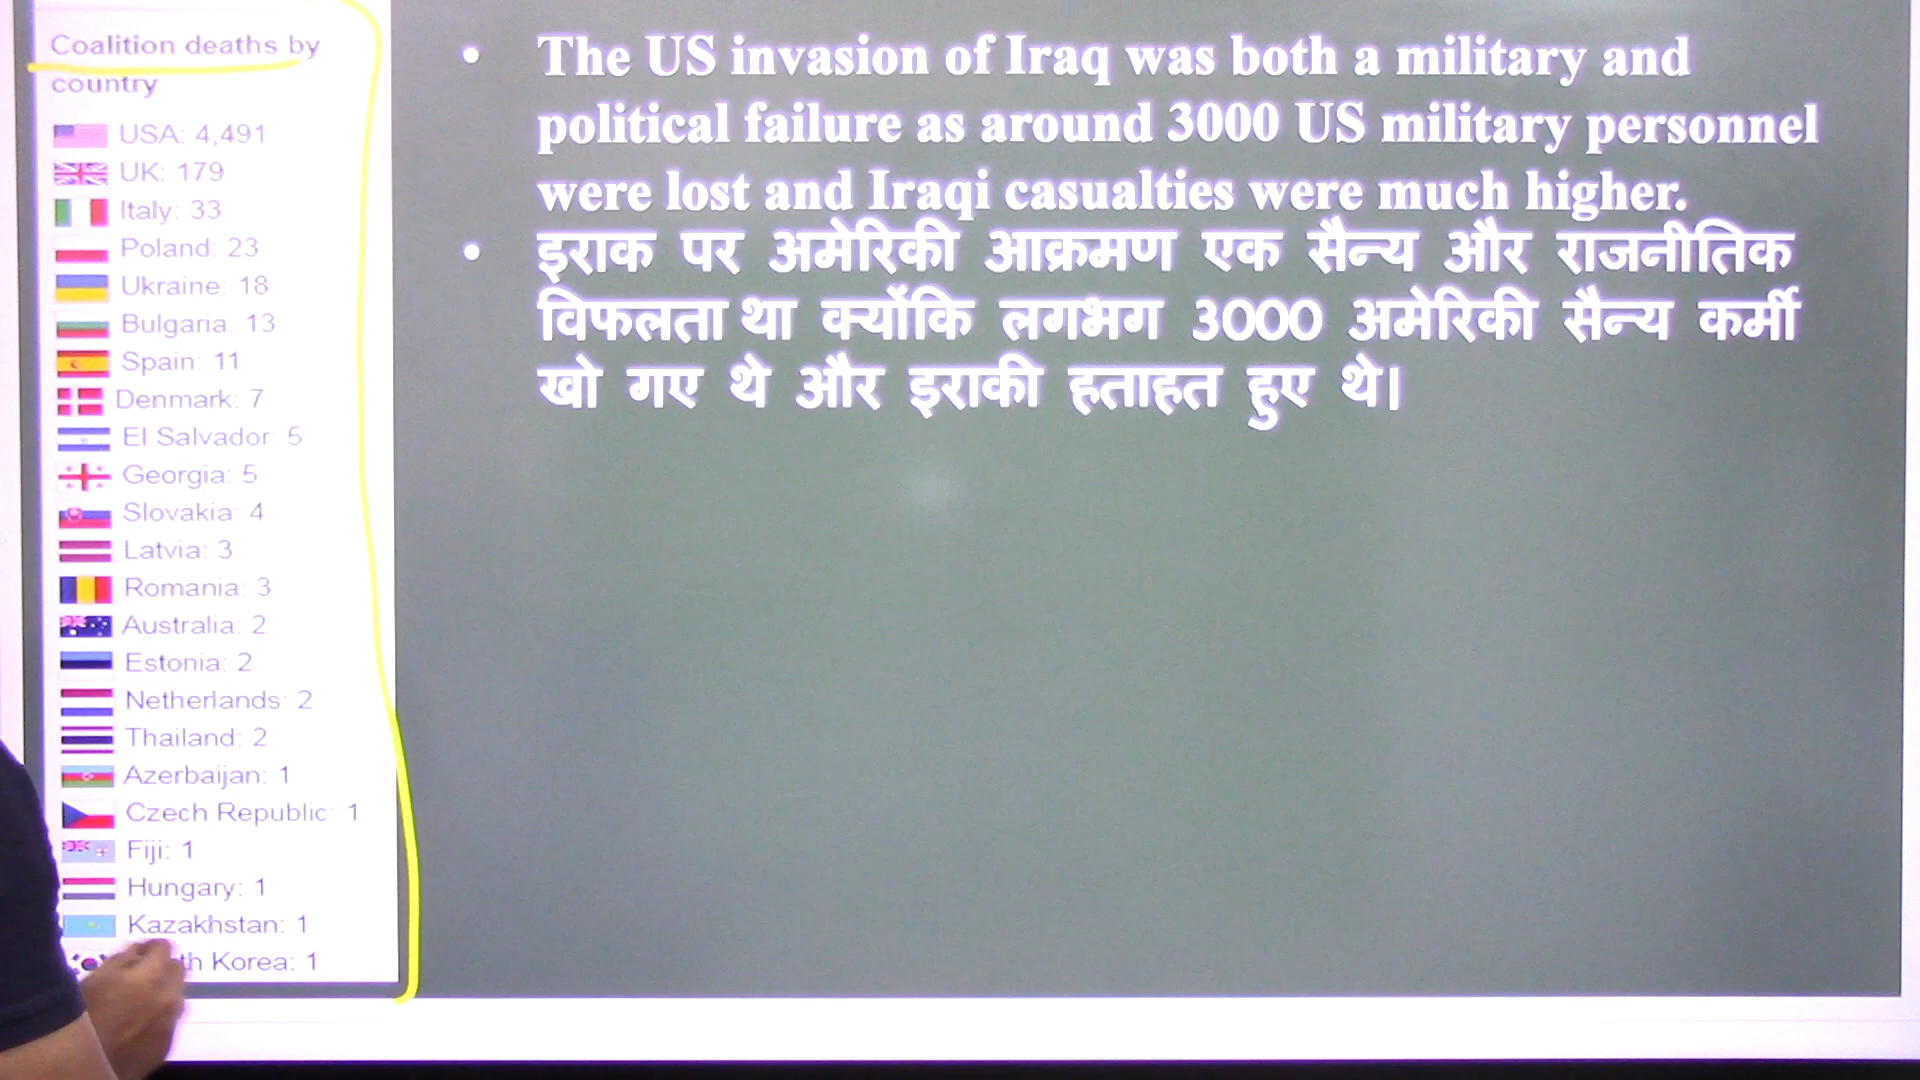 Coalition deaths by
country
USA: 4,491
UK: 179
Italy: 33
Poland: 23
Ukraine: 18
Bulgaria: 13
Spain: 11
Denmark: 7
El Salvador: 5
Georgia: 5
Slovakia: 4
Latvia: 3
Romania: 3
Australia: 2
Estonia: 2
Netherlands: 2
Thailand: 2
Azerbaijan: 1
Czech Republic: 1
Fiji: 1
Hungary: 1
Kazakhstan: 1
Korea: 1
• The US invasion of Iraq was both a military and
political failure as around 3000 US military personnel
were lost and Iraqi casualties were much higher.
• इराक पर अमेरिकी आक्रमण एक सैन्य और राजनीतिक
विफलता था क्योंकि लगभग 3000 अमेरिकी सैन्य कर्मी
खो गए थे और इराकी हताहत हुए थे।